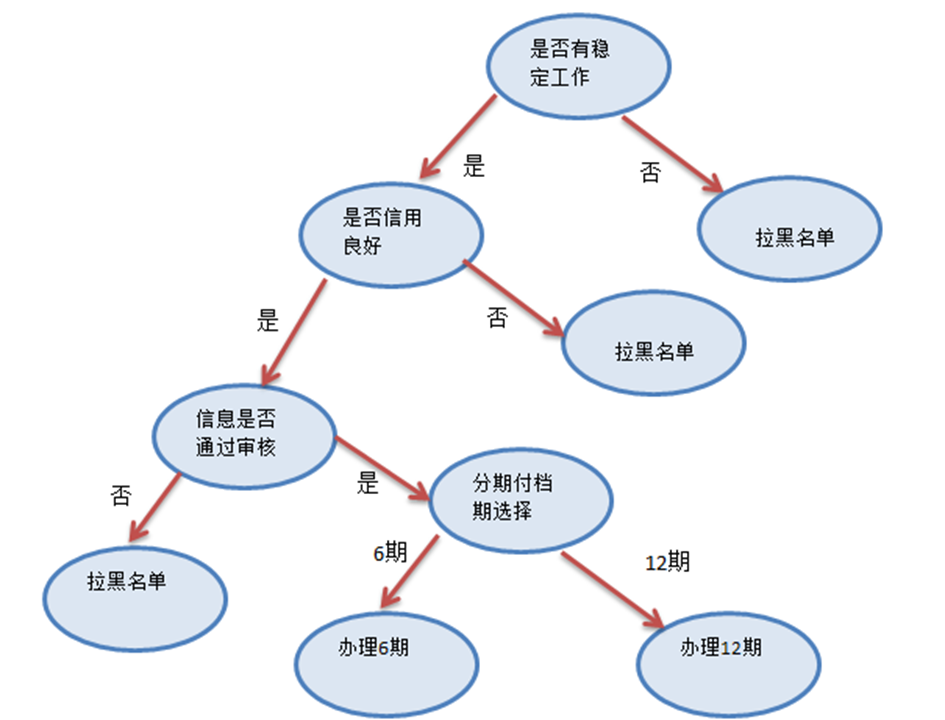 是否有稳
定工作
是
否
是否信用
良好
拉黑名单
是
否
拉黑名单
信息是否
通过审核
否
是
分期付档
期选择
拉黑名单
6期
12期
办理6期
办理12期